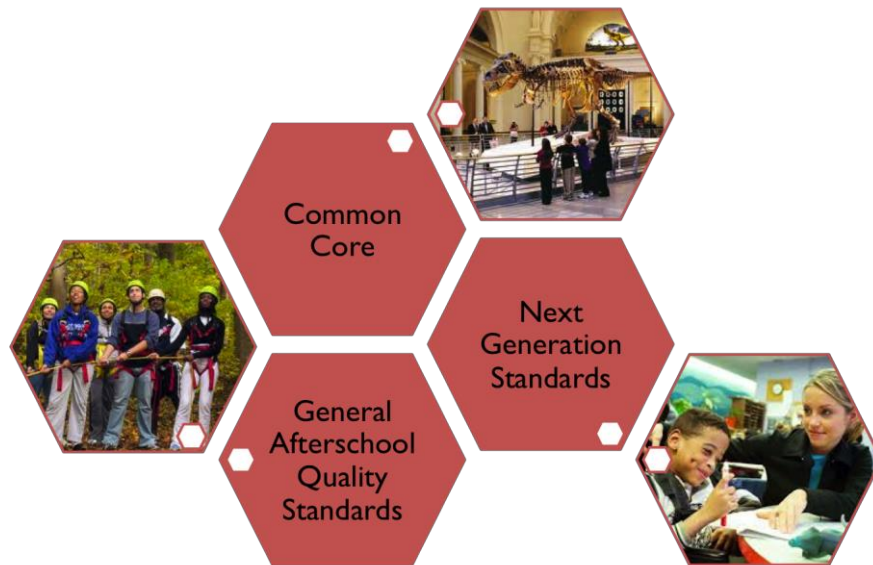 Common
Core
Next
Generation
Standards
General
Afterschool
Quality
Standards